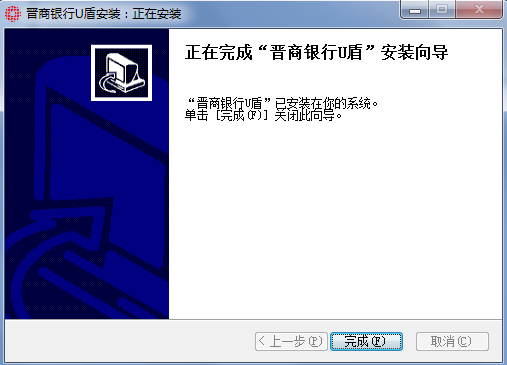 晋商银行U盾安装：正在安装
正在完成“晋商银行U盾”安装向导
“晋商银行U盾”已安装在你的系统。
单击 [完成(F)] 关闭此向导。
< 上一步(P) 完成(F) 取消(C)